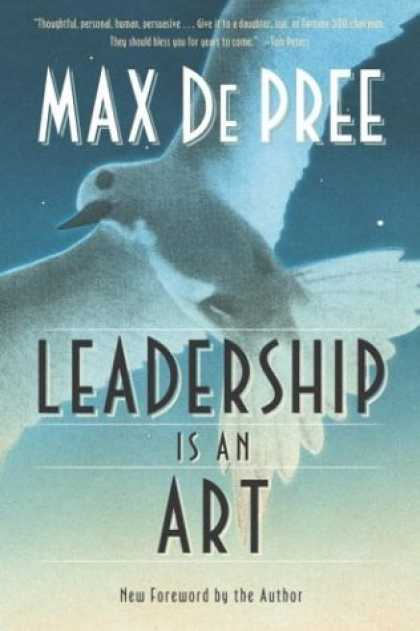 "Thoughtful, personal, human, persuasive . . . Give it to a daughter, son, or Fortune 500 chairman.
They should bless you for years to come." —Tom Peters
MAX DE PREE
LEADERSHIP
IS AN
ART
New Foreword by the Author